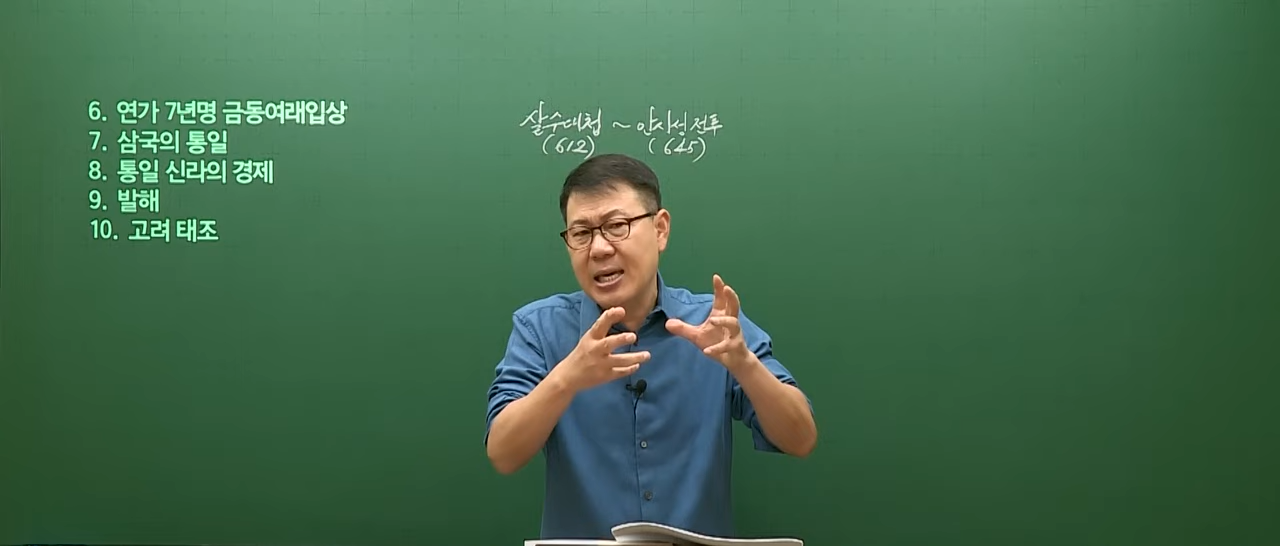 6. 연가 7년명 금동여래입상
7. 삼국의 통일
8. 통일 신라의 경제
9. 발해
10. 고려 태조
살수대첩 ~ 안시성 전투
(612) (645)